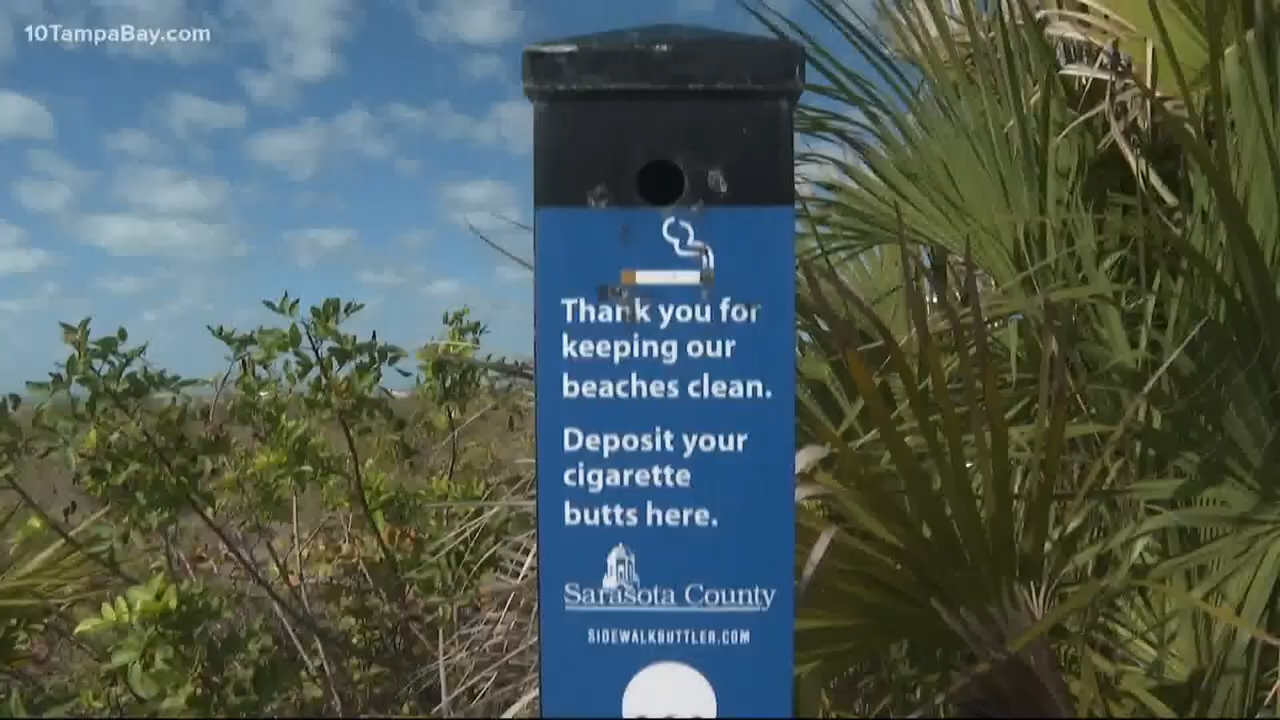 10TampaBay.com
Thank you for
keeping our
beaches clean.
Deposit your
cigarette
butts here.
Sarasota County
SIDEWALKBUTTLER.COM